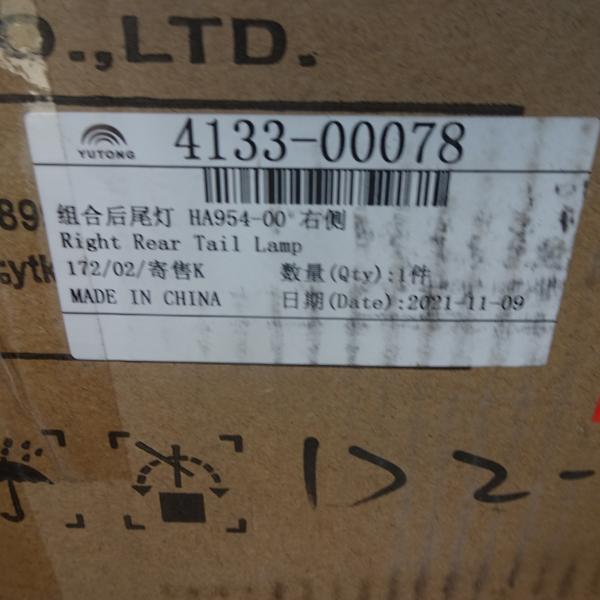 O.,LTD.
YUTONG
4133-00078
组合后尾灯 HA954-00 右侧
89
Right Rear Tail Lamp
172/02/寄售K 数量(Qty):1件
MADE IN CHINA 日期(Date):2021-11-09
172-